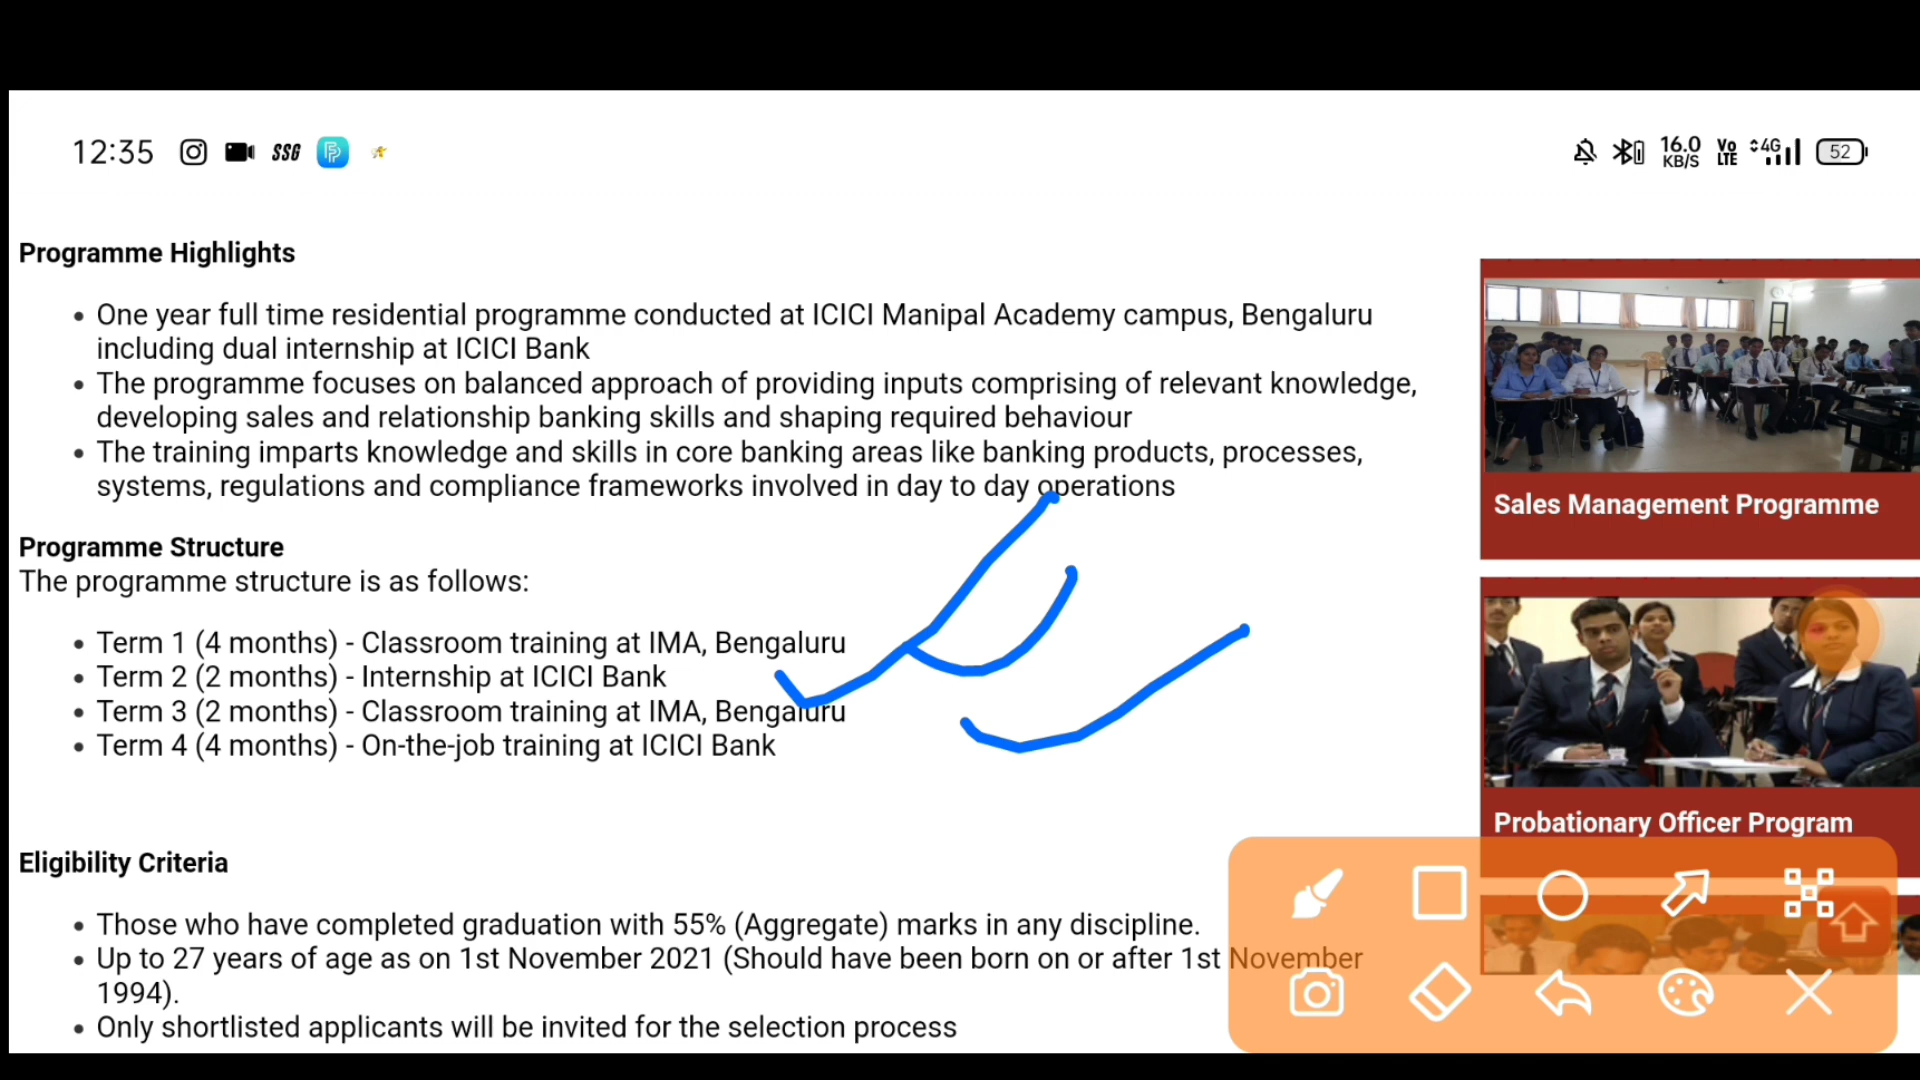 12:35 SSG 16.0 KB/S Vo LTE 4G 52
Programme Highlights
One year full time residential programme conducted at ICICI Manipal Academy campus, Bengaluru
including dual internship at ICICI Bank
The programme focuses on balanced approach of providing inputs comprising of relevant knowledge,
developing sales and relationship banking skills and shaping required behaviour
The training imparts knowledge and skills in core banking areas like banking products, processes,
systems, regulations and compliance frameworks involved in day to day operations
Programme Structure
The programme structure is as follows:
Term 1 (4 months) - Classroom training at IMA, Bengaluru
Term 2 (2 months) - Internship at ICICI Bank
Term 3 (2 months) - Classroom training at IMA, Bengaluru
Term 4 (4 months) - On-the-job training at ICICI Bank
Eligibility Criteria
Those who have completed graduation with 55% (Aggregate) marks in any discipline.
Up to 27 years of age as on 1st November 2021 (Should have been born on or after 1st November
1994).
Only shortlisted applicants will be invited for the selection process
Sales Management Programme
Probationary Officer Program